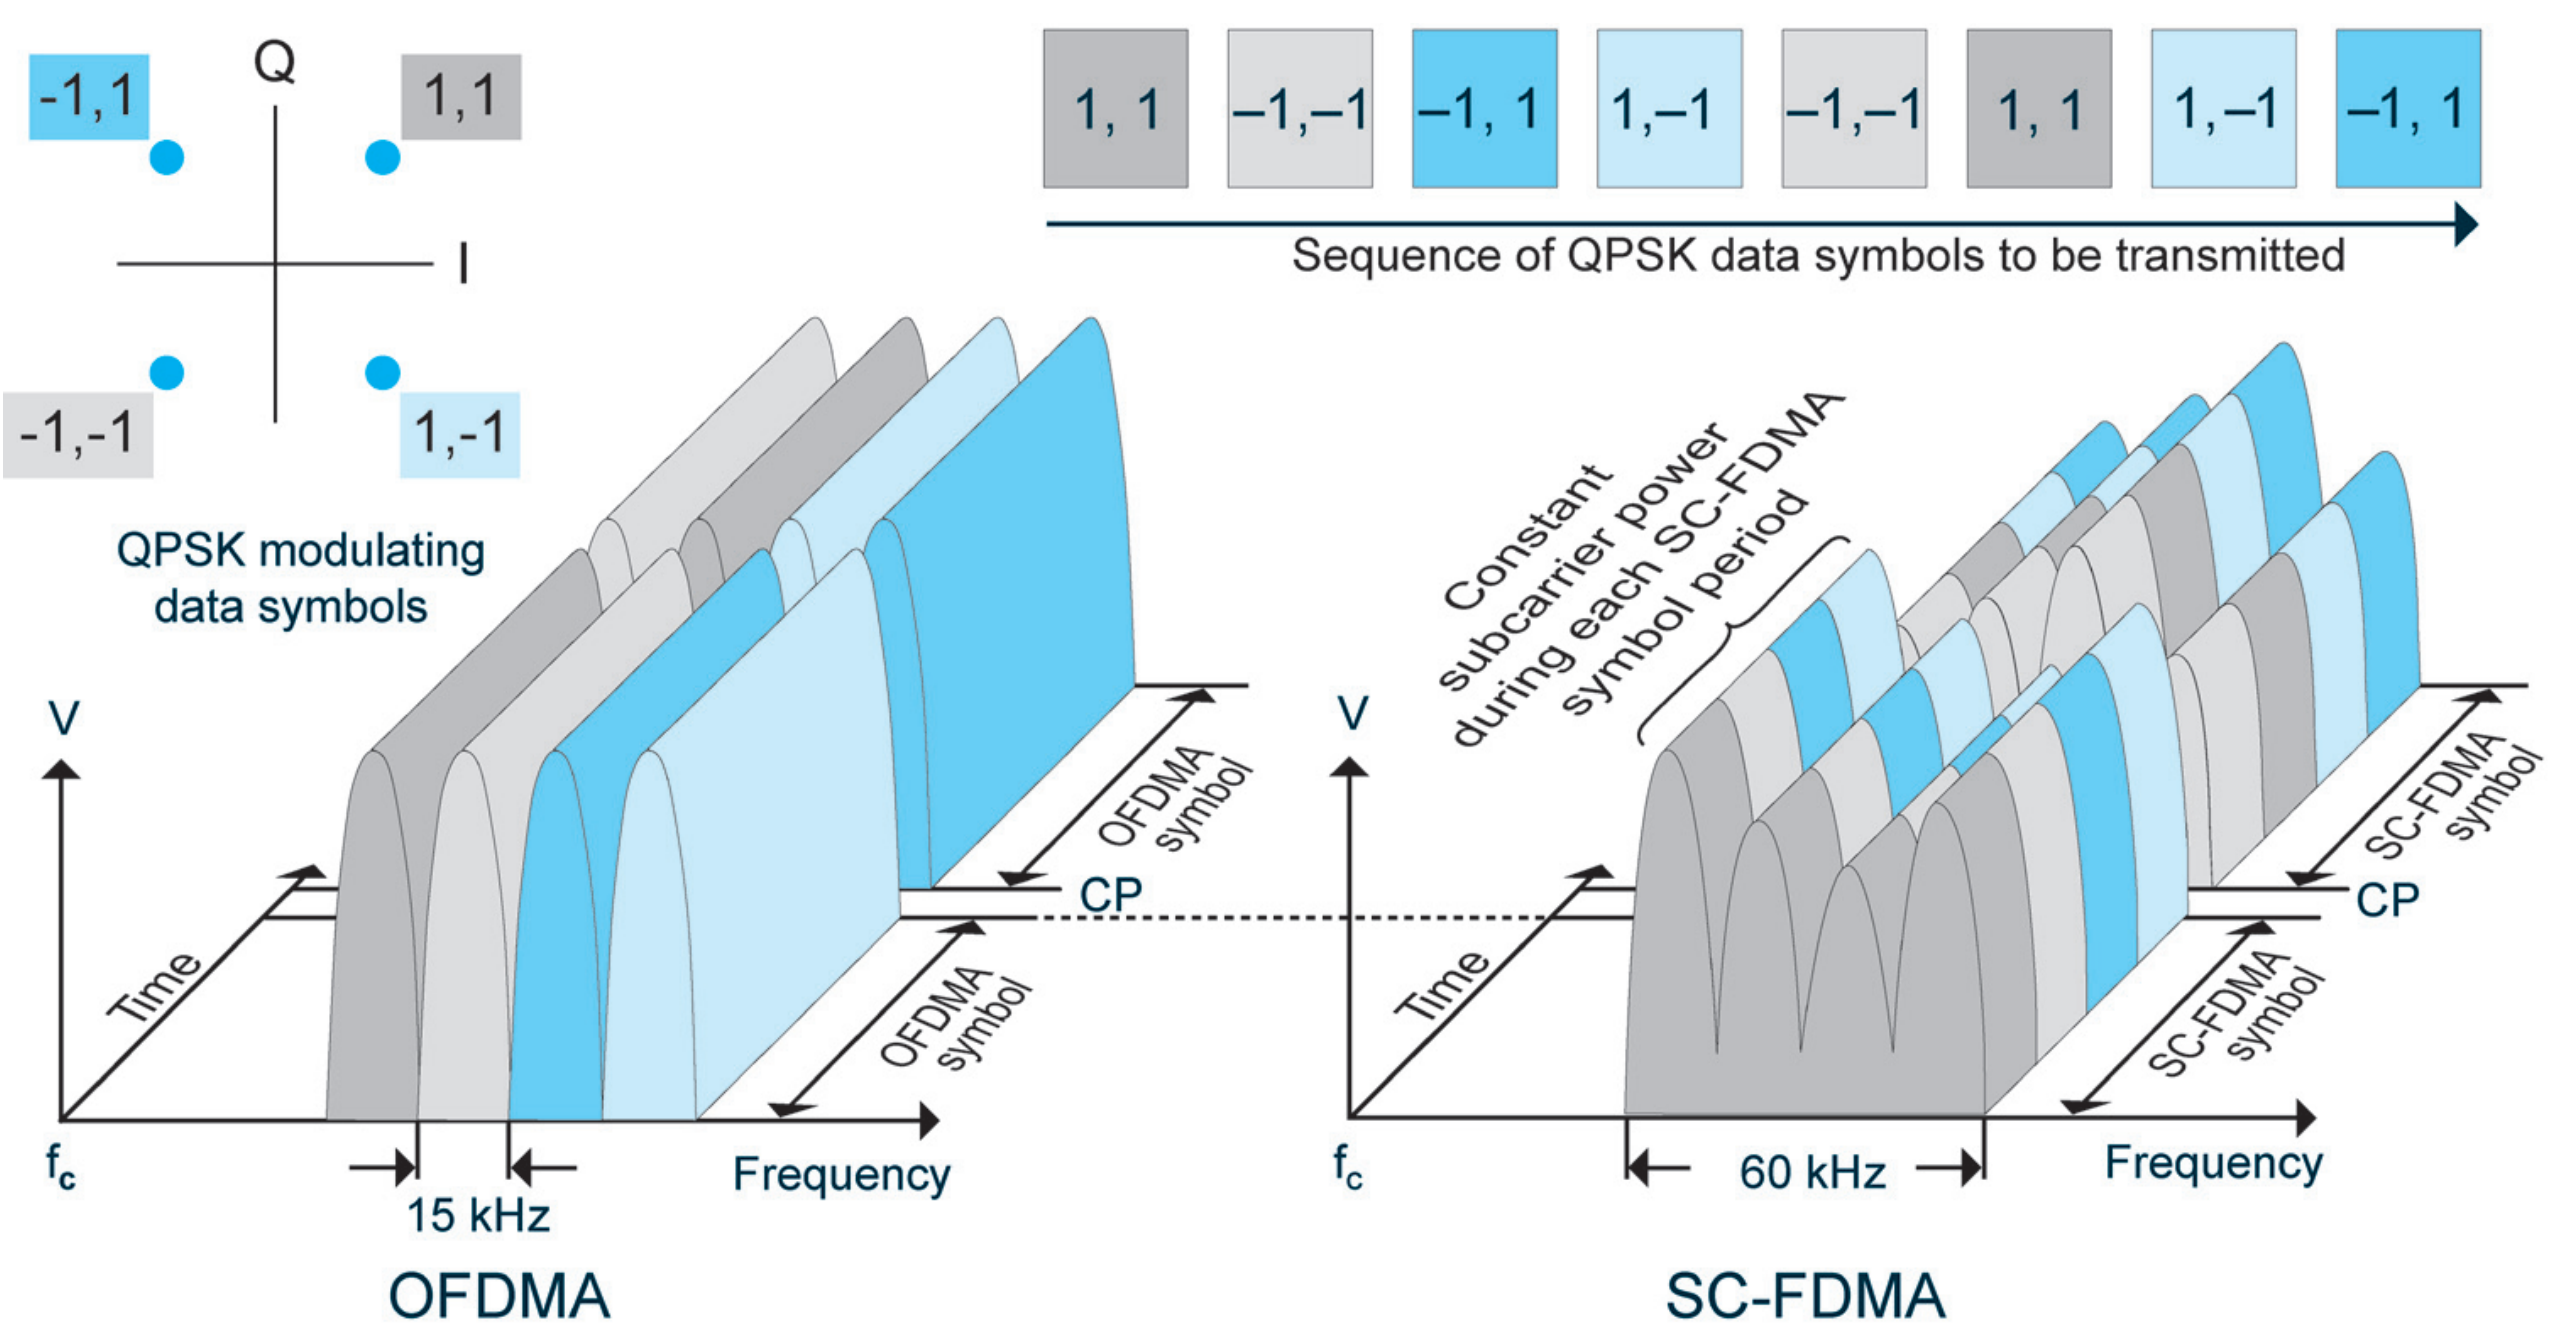 Q
-1,1
1,1
I
-1,-1
1,-1
QPSK modulating
data symbols
1, 1
–1,–1
–1, 1
1,–1
–1,–1
1, 1
1,–1
–1, 1
Sequence of QPSK data symbols to be transmitted
V
Time
fc
15 kHz
Frequency
OFDMA
symbol
CP
OFDMA
symbol
OFDMA
Constant
subcarrier power
during each SC-FDMA
symbol period
V
Time
fc
60 kHz
Frequency
SC-FDMA
symbol
CP
SC-FDMA
symbol
SC-FDMA